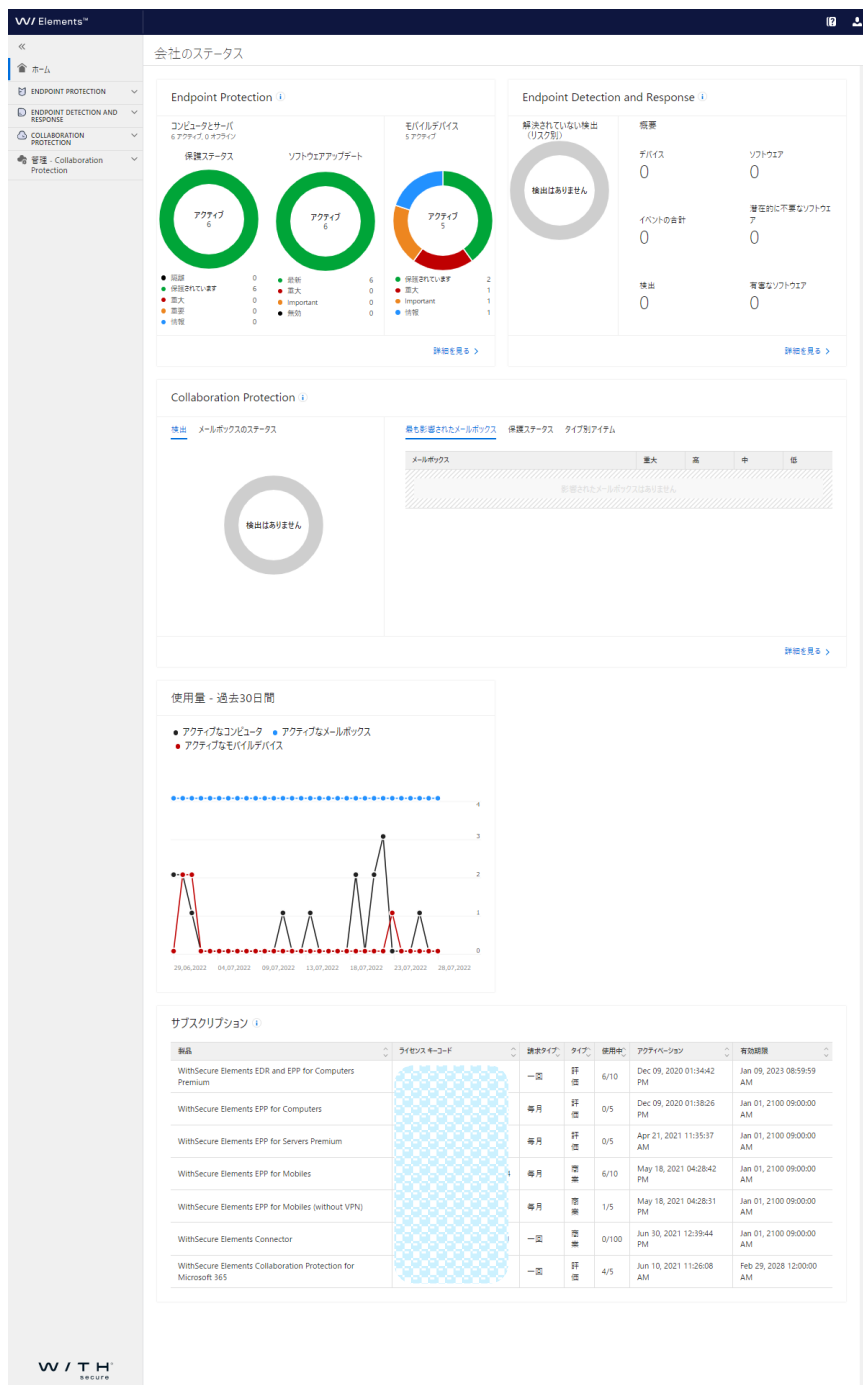 W/ Elements™
ホーム
ENDPOINT PROTECTION
ENDPOINT DETECTION AND
RESPONSE
COLLABORATION
PROTECTION
管理 - Collaboration
Protection
会社のステータス
Endpoint Protection
コンピュータとサーバ
6 アクティブ, 0 オフライン
保護ステータス
アクティブ
6
隔離 0
保護されています 6
重大 0
重要 0
情報 0
ソフトウェアアップデート
アクティブ
6
最新 6
重大 0
Important 0
無効 0
モバイルデバイス
5 アクティブ
アクティブ
5
保護されています 2
重大 1
Important 1
情報 1
詳細を見る
Endpoint Detection and Response
解決されていない検出
(リスク別)
検出はありません
概要
デバイス
0
ソフトウェア
0
イベントの合計
0
潜在的に不要なソフトウェ
ア
0
検出
0
有害なソフトウェア
0
詳細を見る
Collaboration Protection
検出 メールボックスのステータス
検出はありません
最も影響されたメールボックス 保護ステータス タイプ別アイテム
メールボックス 重大 高 中 低
影響されたメールボックスはありません
詳細を見る
使用量 - 過去30日間
アクティブなコンピュータ アクティブなメールボックス
アクティブなモバイルデバイス
4
3
2
1
0
29,06,2022 04,07,2022 09,07,2022 13,07,2022 18,07,2022 23,07,2022 28,07,2022
サブスクリプション
製品 ライセンス キーコード 請求タイプ タイプ 使用中 アクティベーション 有効期限
WithSecure Elements EDR and EPP for Computers
Premium
一回 評価 6/10 Dec 09, 2020 01:34:42 PM Jan 09, 2023 08:59:59 AM
WithSecure Elements EPP for Computers
毎月 評価 0/5 Dec 09, 2020 01:38:26 PM Jan 01, 2100 09:00:00 AM
WithSecure Elements EPP for Servers Premium
毎月 評価 0/5 Apr 21, 2021 11:35:37 AM Jan 01, 2100 09:00:00 AM
WithSecure Elements EPP for Mobiles
毎月 商業 6/10 May 18, 2021 04:28:42 PM Jan 01, 2100 09:00:00 AM
WithSecure Elements EPP for Mobiles (without VPN)
毎月 商業 1/5 May 18, 2021 04:28:31 PM Jan 01, 2100 09:00:00 AM
WithSecure Elements Connector
一回 商業 0/100 Jun 30, 2021 12:39:44 PM Jan 01, 2100 09:00:00 AM
WithSecure Elements Collaboration Protection for
Microsoft 365
一回 評価 4/5 Jun 10, 2021 11:26:08 AM Feb 29, 2028 12:00:00 AM
W / T H
secure